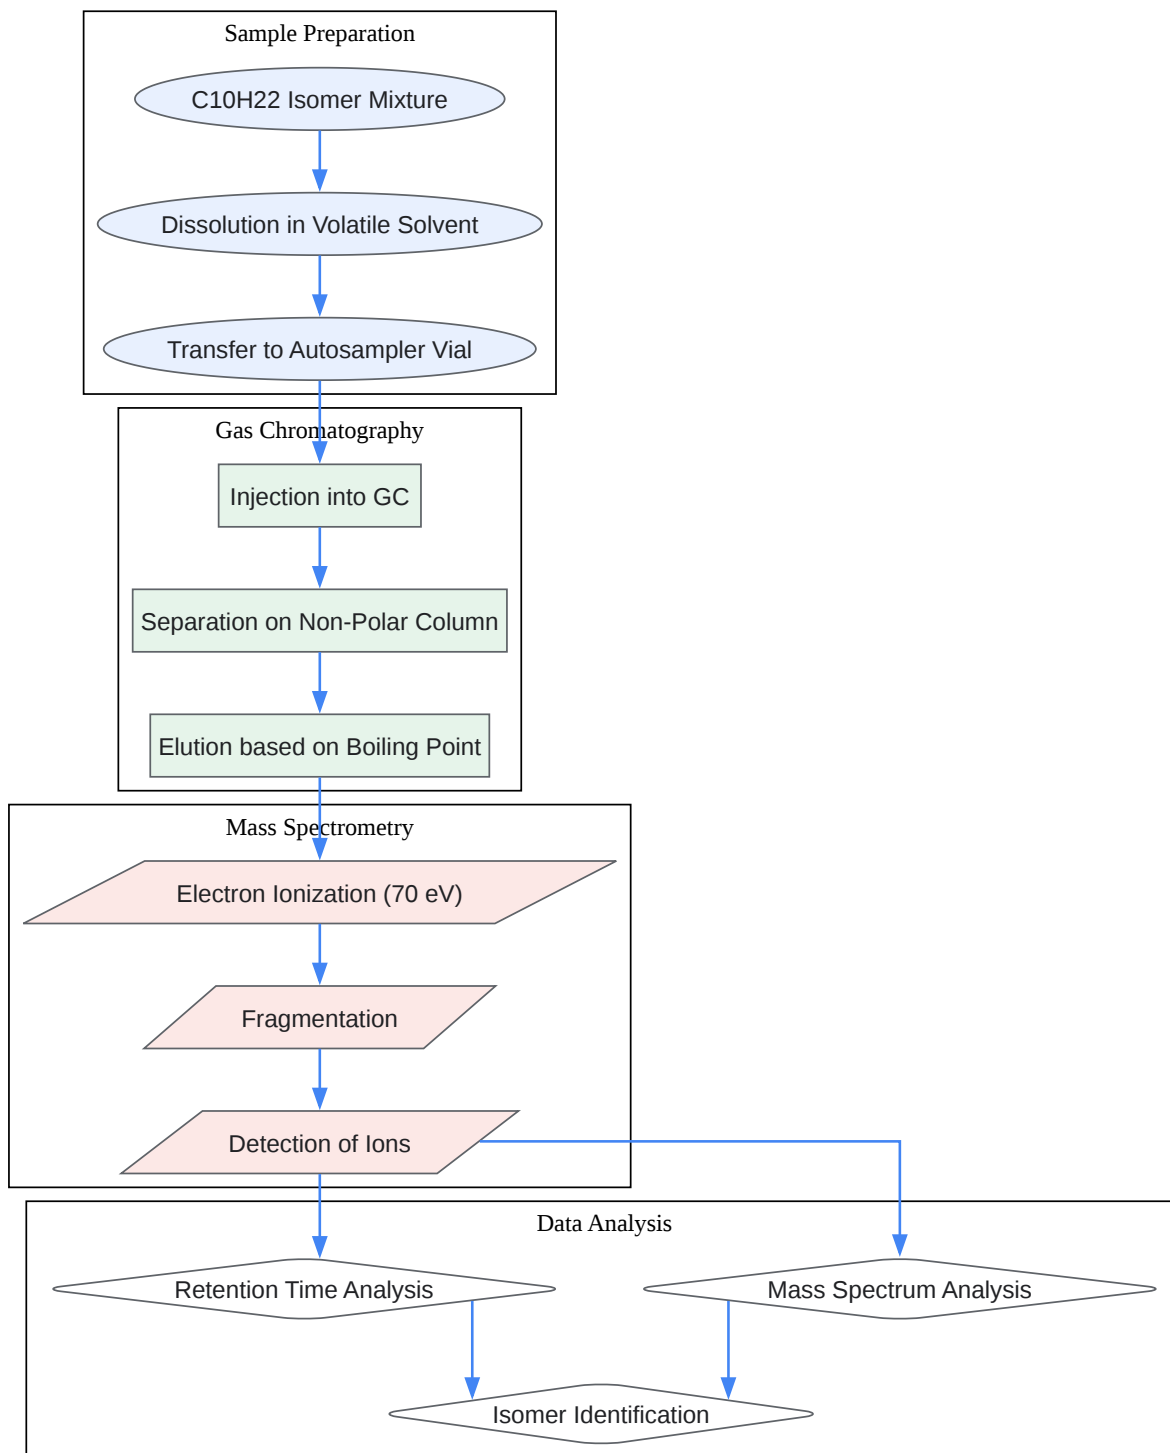 Sample Preparation
C10H22 Isomer Mixture
Dissolution in Volatile Solvent
Transfer to Autosampler Vial
Gas Chromatography
Injection into GC
Separation on Non-Polar Column
Elution based on Boiling Point
Mass Spectrometry
Electron Ionization (70 eV)
Fragmentation
Detection of Ions
Data Analysis
Retention Time Analysis
Mass Spectrum Analysis
Isomer Identification